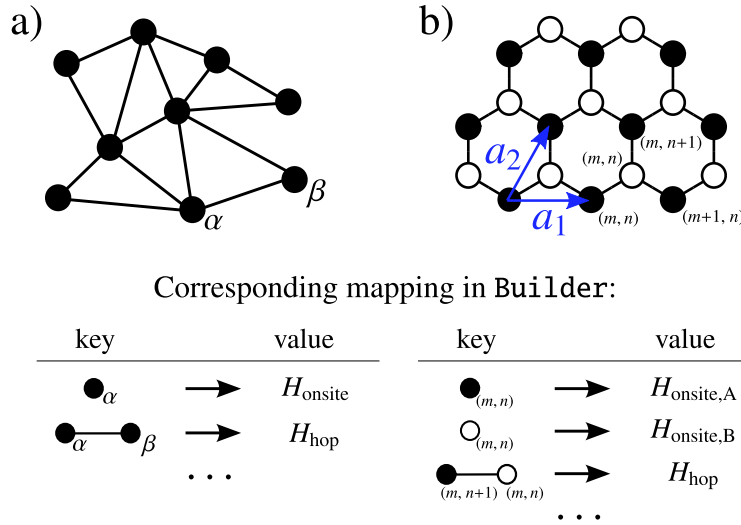 a)
α
β
b)
a2
a1
(m, n)
(m, n+1)
(m, n)
(m+1, n)
Corresponding mapping in Builder:
key value
α Honsite
α β Hhop
. . .
key value
(m, n) Honsite,A
(m, n) Honsite,B
(m, n+1) (m, n) Hhop
. . .